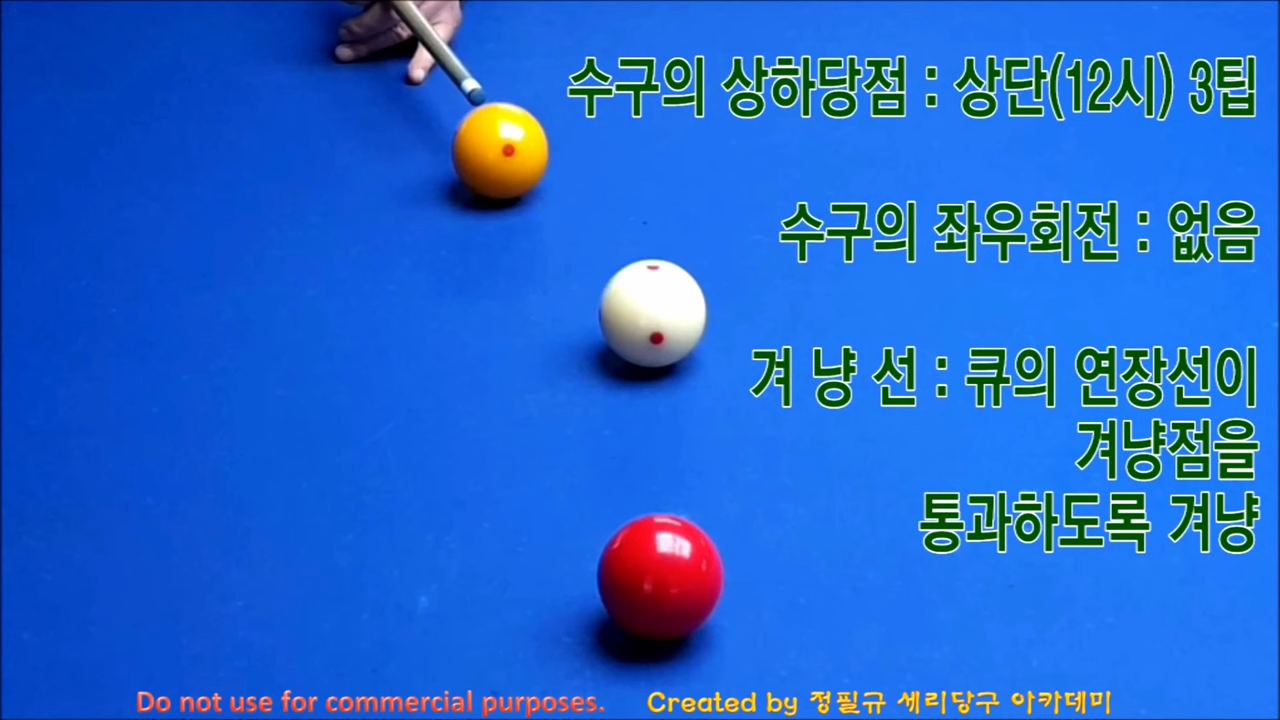 수구의 상하당점 : 상단(12시) 3팁
수구의 좌우회전 : 없음
겨 냥 선 : 큐의 연장선이
겨냥점을
통과하도록 겨냥
Do not use for commercial purposes. Created by 정필규 세리당구 아카데미